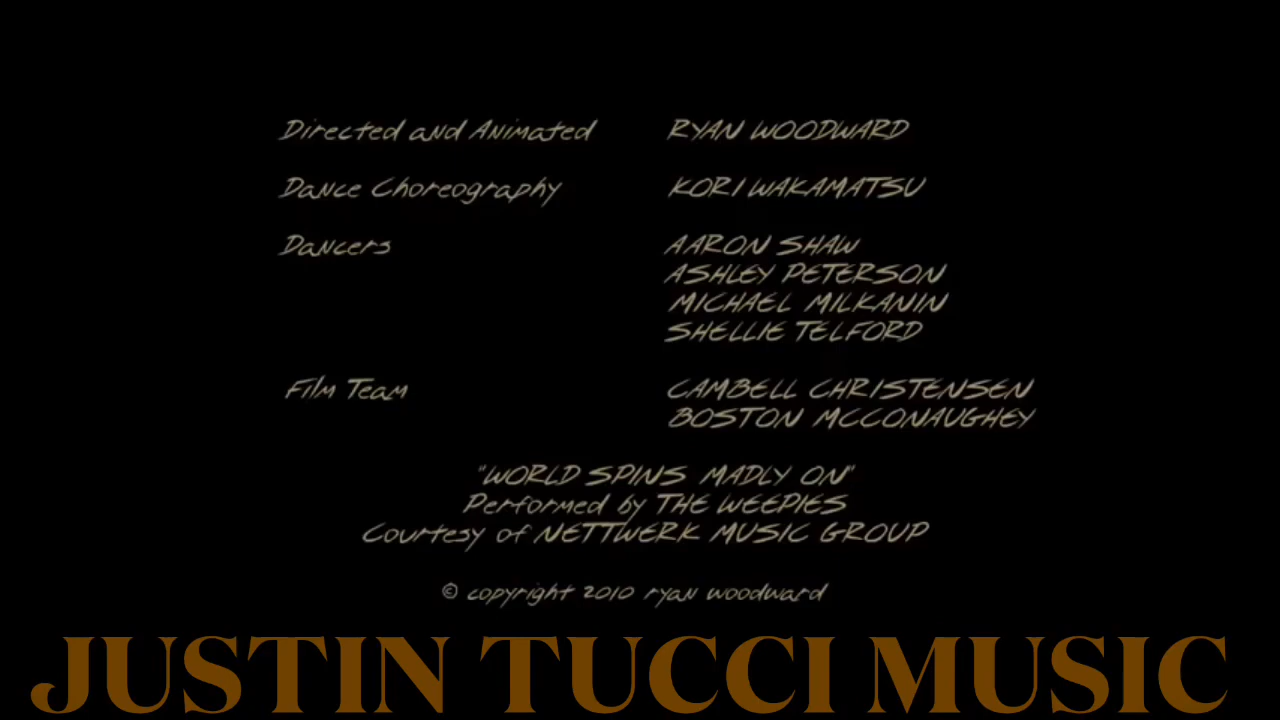 Directed and Animated RYAN WOODWARD
Dance Choreography KORI WAKAMATSU
Dancers AARON SHAW
ASHLEY PETERSON
MICHAEL MILKANIN
SHELLIE TELFORD
Film Team CAMBELL CHRISTENSEN
BOSTON MCCONAUGHEY
"WORLD SPINS MADLY ON"
Performed by THE WEEPIES
Courtesy of NETTWERK MUSIC GROUP
© copyright 2010 ryan woodward
JUSTIN TUCCI MUSIC